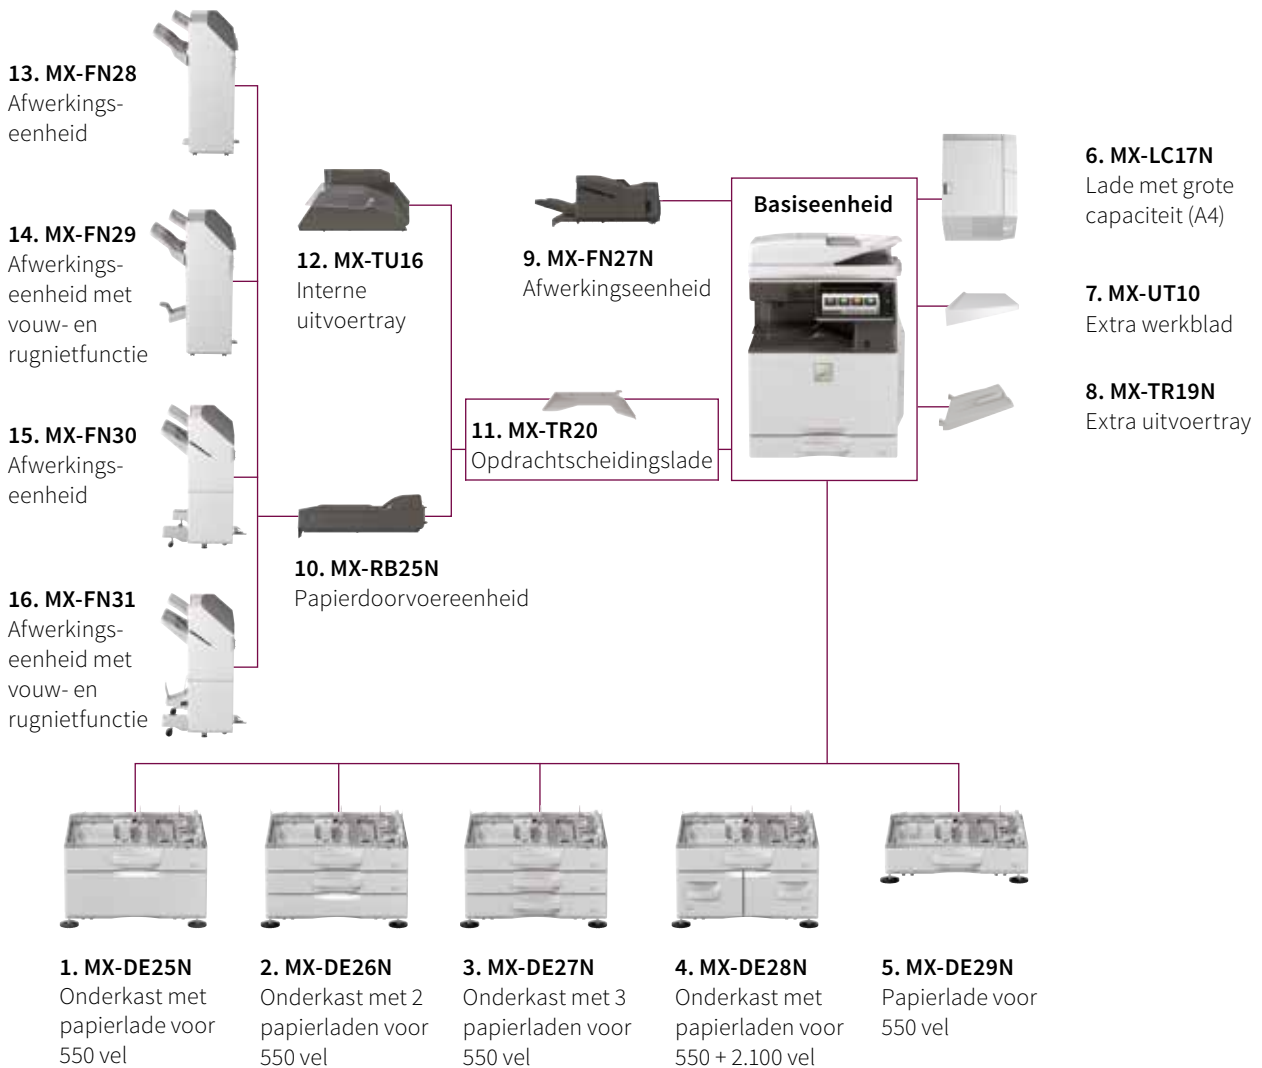 13. MX-FN28
Afwerkings-
eenheid
14. MX-FN29
Afwerkings-
eenheid met
vouw- en
rugnietfunctie
15. MX-FN30
Afwerkings-
eenheid
16. MX-FN31
Afwerkings-
eenheid met
vouw- en
rugnietfunctie
12. MX-TU16
Interne
uitvoertray
9. MX-FN27N
Afwerkingseenheid
11. MX-TR20
Opdrachtscheidingslade
10. MX-RB25N
Papierdoorvoereenheid
Basiseenheid
6. MX-LC17N
Lade met grote
capaciteit (A4)
7. MX-UT10
Extra werkblad
8. MX-TR19N
Extra uitvoertray
1. MX-DE25N
Onderkast met
papierlade voor
550 vel
2. MX-DE26N
Onderkast met 2
papierladen voor
550 vel
3. MX-DE27N
Onderkast met 3
papierladen voor
550 vel
4. MX-DE28N
Onderkast met
papierladen voor
550 + 2.100 vel
5. MX-DE29N
Papierlade voor
550 vel